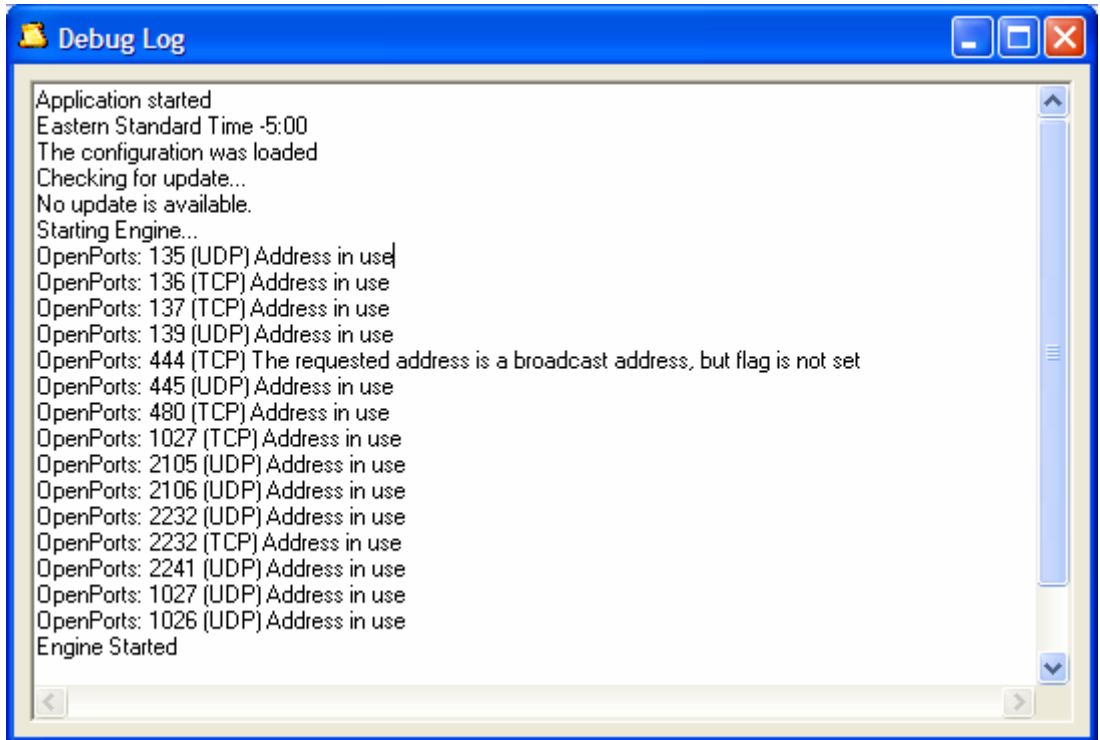 Debug Log
Application started
Eastern Standard Time -5:00
The configuration was loaded
Checking for update...
No update is available.
Starting Engine...
OpenPorts: 135 (UDP) Address in use
OpenPorts: 136 (TCP) Address in use
OpenPorts: 137 (TCP) Address in use
OpenPorts: 139 (UDP) Address in use
OpenPorts: 444 (TCP) The requested address is a broadcast address, but flag is not set
OpenPorts: 445 (UDP) Address in use
OpenPorts: 480 (TCP) Address in use
OpenPorts: 1027 (TCP) Address in use
OpenPorts: 2105 (UDP) Address in use
OpenPorts: 2106 (UDP) Address in use
OpenPorts: 2232 (UDP) Address in use
OpenPorts: 2232 (TCP) Address in use
OpenPorts: 2241 (UDP) Address in use
OpenPorts: 1027 (UDP) Address in use
OpenPorts: 1026 (UDP) Address in use
Engine Started